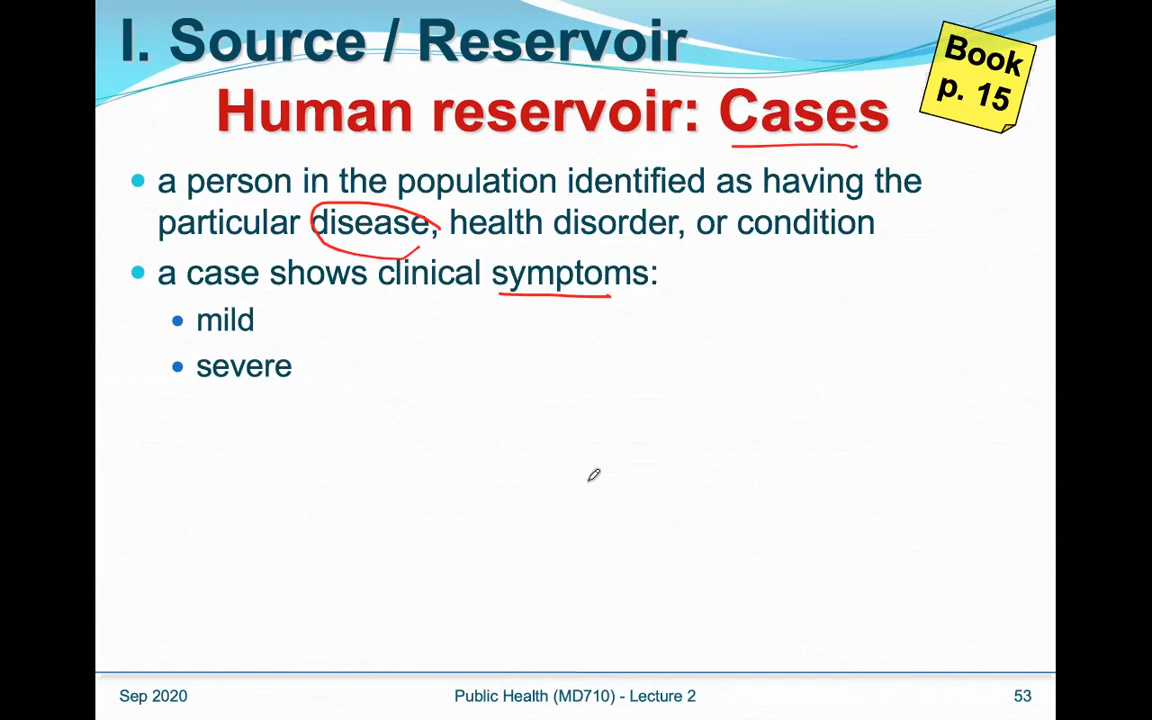 I. Source / Reservoir
Book
p. 15
Human reservoir: Cases
• a person in the population identified as having the
particular disease, health disorder, or condition
• a case shows clinical symptoms:
• mild
• severe
Sep 2020
Public Health (MD710) - Lecture 2
53